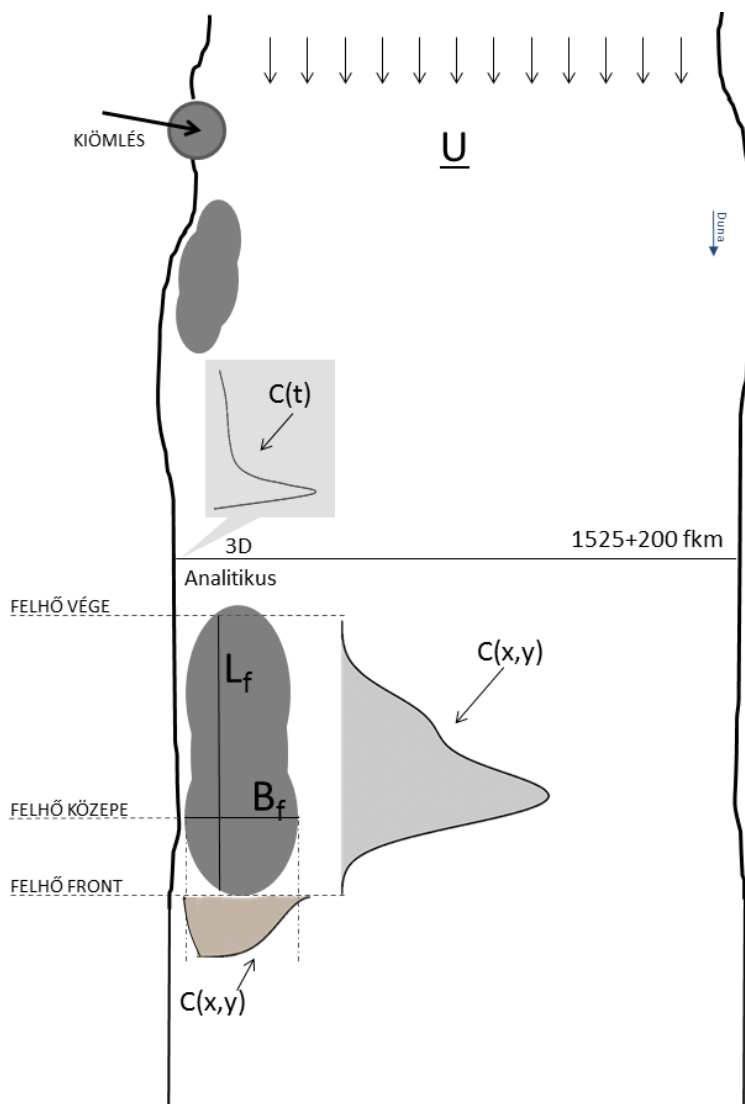 KIÖMLÉS
U
Duna
C(t)
3D
1525+200 fkm
Analitikus
FELHŐ VÉGE
C(x,y)
Lf
Bf
FELHŐ KÖZEPE
FELHŐ FRONT
C(x,y)